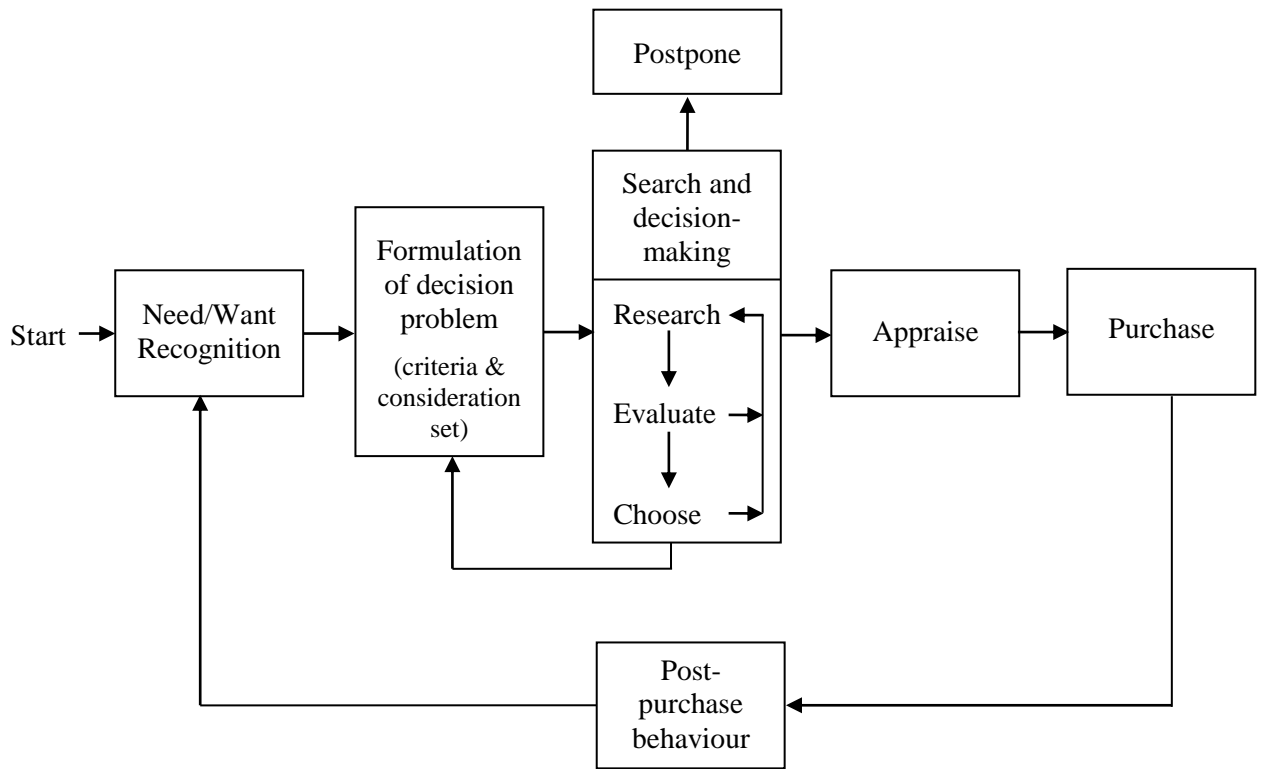 Postpone
Search and
decision-
making
Formulation
of decision
problem
(criteria &
consideration
set)
Start
Need/Want
Recognition
Research
Evaluate
Choose
Appraise
Purchase
Post-
purchase
behaviour